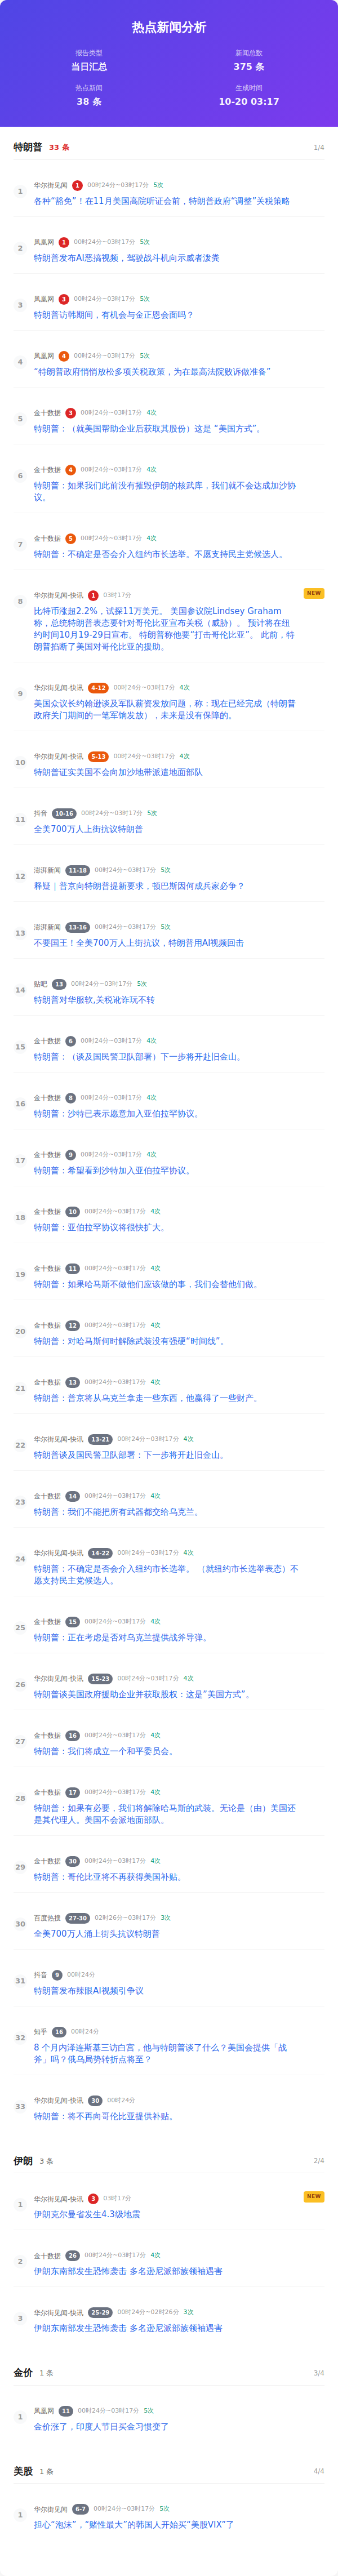 热点新闻分析
报告类型
新闻总数
当日汇总
375 条
热点新闻
生成时间
38 条
10-20 03:17
特朗普 33 条 1/4
1
华尔街见闻 1 00时24分~03时17分 5次
各种“豁免”！在11月美国高院听证会前，特朗普政府“调整”关税政策
2
凤凰网 1 00时24分~03时17分 5次
特朗普发布AI恶搞视频，驾驶战斗机向示威者泼粪
3
凤凰网 3 00时24分~03时17分 5次
特朗普访韩期间，有机会与金正恩会面吗？
4
凤凰网 4 00时24分~03时17分 5次
“特朗普政府悄悄放松多项关税政策，为在最高法院败诉做准备”
5
金十数据 3 00时24分~03时17分 4次
特朗普：（就美国帮助企业后获取其股份）这是 “美国方式”。
6
金十数据 4 00时24分~03时17分 4次
特朗普：如果我们此前没有摧毁伊朗的核武库，我们就不会达成加沙协
议。
7
金十数据 5 00时24分~03时17分 4次
特朗普：不确定是否会介入纽约市长选举。不愿支持民主党候选人。
8
华尔街见闻-快讯 1 03时17分 NEW
比特币涨超2.2%，试探11万美元。 美国参议院Lindsey Graham
称，总统特朗普表态要针对哥伦比亚宣布关税（威胁）。 预计将在纽
约时间10月19-29日宣布。 特朗普称他要“打击哥伦比亚”。 此前，特
朗普掐断了美国对哥伦比亚的援助。
9
华尔街见闻-快讯 4-12 00时24分~03时17分 4次
美国众议长约翰逊谈及军队薪资发放问题，称：现在已经完成（特朗普
政府关门期间的一笔军饷发放），未来是没有保障的。
10
华尔街见闻-快讯 5-13 00时24分~03时17分 4次
特朗普证实美国不会向加沙地带派遣地面部队
11
抖音 10-16 00时24分~03时17分 5次
全美700万人上街抗议特朗普
12
澎湃新闻 11-18 00时24分~03时17分 5次
释疑｜普京向特朗普提新要求，顿巴斯因何成兵家必争？
13
澎湃新闻 13-16 00时24分~03时17分 5次
不要国王！全美700万人上街抗议，特朗普用AI视频回击
14
贴吧 13 00时24分~03时17分 5次
特朗普对华服软,关税讹诈玩不转
15
金十数据 6 00时24分~03时17分 4次
特朗普：（谈及国民警卫队部署）下一步将开赴旧金山。
16
金十数据 8 00时24分~03时17分 4次
特朗普：沙特已表示愿意加入亚伯拉罕协议。
17
金十数据 9 00时24分~03时17分 4次
特朗普：希望看到沙特加入亚伯拉罕协议。
18
金十数据 10 00时24分~03时17分 4次
特朗普：亚伯拉罕协议将很快扩大。
19
金十数据 11 00时24分~03时17分 4次
特朗普：如果哈马斯不做他们应该做的事，我们会替他们做。
20
金十数据 12 00时24分~03时17分 4次
特朗普：对哈马斯何时解除武装没有强硬“时间线”。
21
金十数据 13 00时24分~03时17分 4次
特朗普：普京将从乌克兰拿走一些东西，他赢得了一些财产。
22
华尔街见闻-快讯 13-21 00时24分~03时17分 4次
特朗普谈及国民警卫队部署：下一步将开赴旧金山。
23
金十数据 14 00时24分~03时17分 4次
特朗普：我们不能把所有武器都交给乌克兰。
24
华尔街见闻-快讯 14-22 00时24分~03时17分 4次
特朗普：不确定是否会介入纽约市长选举。 （就纽约市长选举表态）不
愿支持民主党候选人。
25
金十数据 15 00时24分~03时17分 4次
特朗普：正在考虑是否对乌克兰提供战斧导弹。
26
华尔街见闻-快讯 15-23 00时24分~03时17分 4次
特朗普谈美国政府援助企业并获取股权：这是“美国方式”。
27
金十数据 16 00时24分~03时17分 4次
特朗普：我们将成立一个和平委员会。
28
金十数据 17 00时24分~03时17分 4次
特朗普：如果有必要，我们将解除哈马斯的武装。无论是（由）美国还
是其代理人。美国不会派地面部队。
29
金十数据 30 00时24分~03时17分 4次
特朗普：哥伦比亚将不再获得美国补贴。
30
百度热搜 27-30 02时26分~03时17分 3次
全美700万人涌上街头抗议特朗普
31
抖音 9 00时24分
特朗普发布辣眼AI视频引争议
32
知乎 16 00时24分
8 个月内泽连斯基三访白宫，他与特朗普谈了什么？美国会提供「战
斧」吗？俄乌局势转折点将至？
33
华尔街见闻-快讯 30 00时24分
特朗普：将不再向哥伦比亚提供补贴。
伊朗 3 条 2/4
1
华尔街见闻-快讯 3 03时17分 NEW
伊朗克尔曼省发生4.3级地震
2
金十数据 26 00时24分~03时17分 4次
伊朗东南部发生恐怖袭击 多名逊尼派部族领袖遇害
3
华尔街见闻-快讯 25-29 00时24分~02时26分 3次
伊朗东南部发生恐怖袭击 多名逊尼派部族领袖遇害
金价 1 条 3/4
1
凤凰网 11 00时24分~03时17分 5次
金价涨了，印度人节日买金习惯变了
美股 1 条 4/4
1
华尔街见闻 6-7 00时24分~03时17分 5次
担心“泡沫”，“赌性最大”的韩国人开始买“美股VIX”了